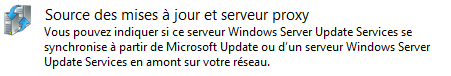 Source des mises à jour et serveur proxy
Vous pouvez indiquer si ce serveur Windows Server Update Services se
synchronise à partir de Microsoft Update ou d'un serveur Windows Server
Update Services en amont sur votre réseau.